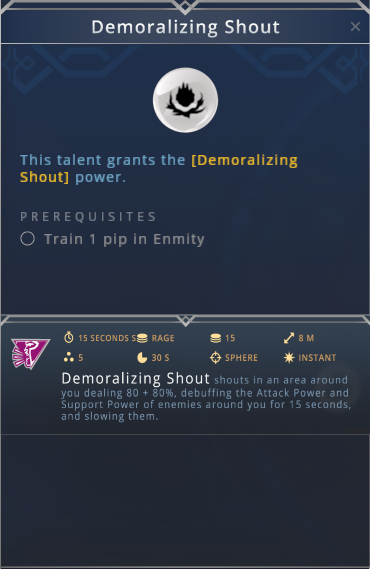 Demoralizing Shout
This talent grants the [Demoralizing
Shout] power.
PREREQUISITES
Train 1 pip in Enmity
15 SECONDS S RAGE 15 8 M
5 30 S SPHERE INSTANT
Demoralizing Shout shouts in an area around
you dealing 80 + 80%, debuffing the Attack Power and
Support Power of enemies around you for 15 seconds,
and slowing them.